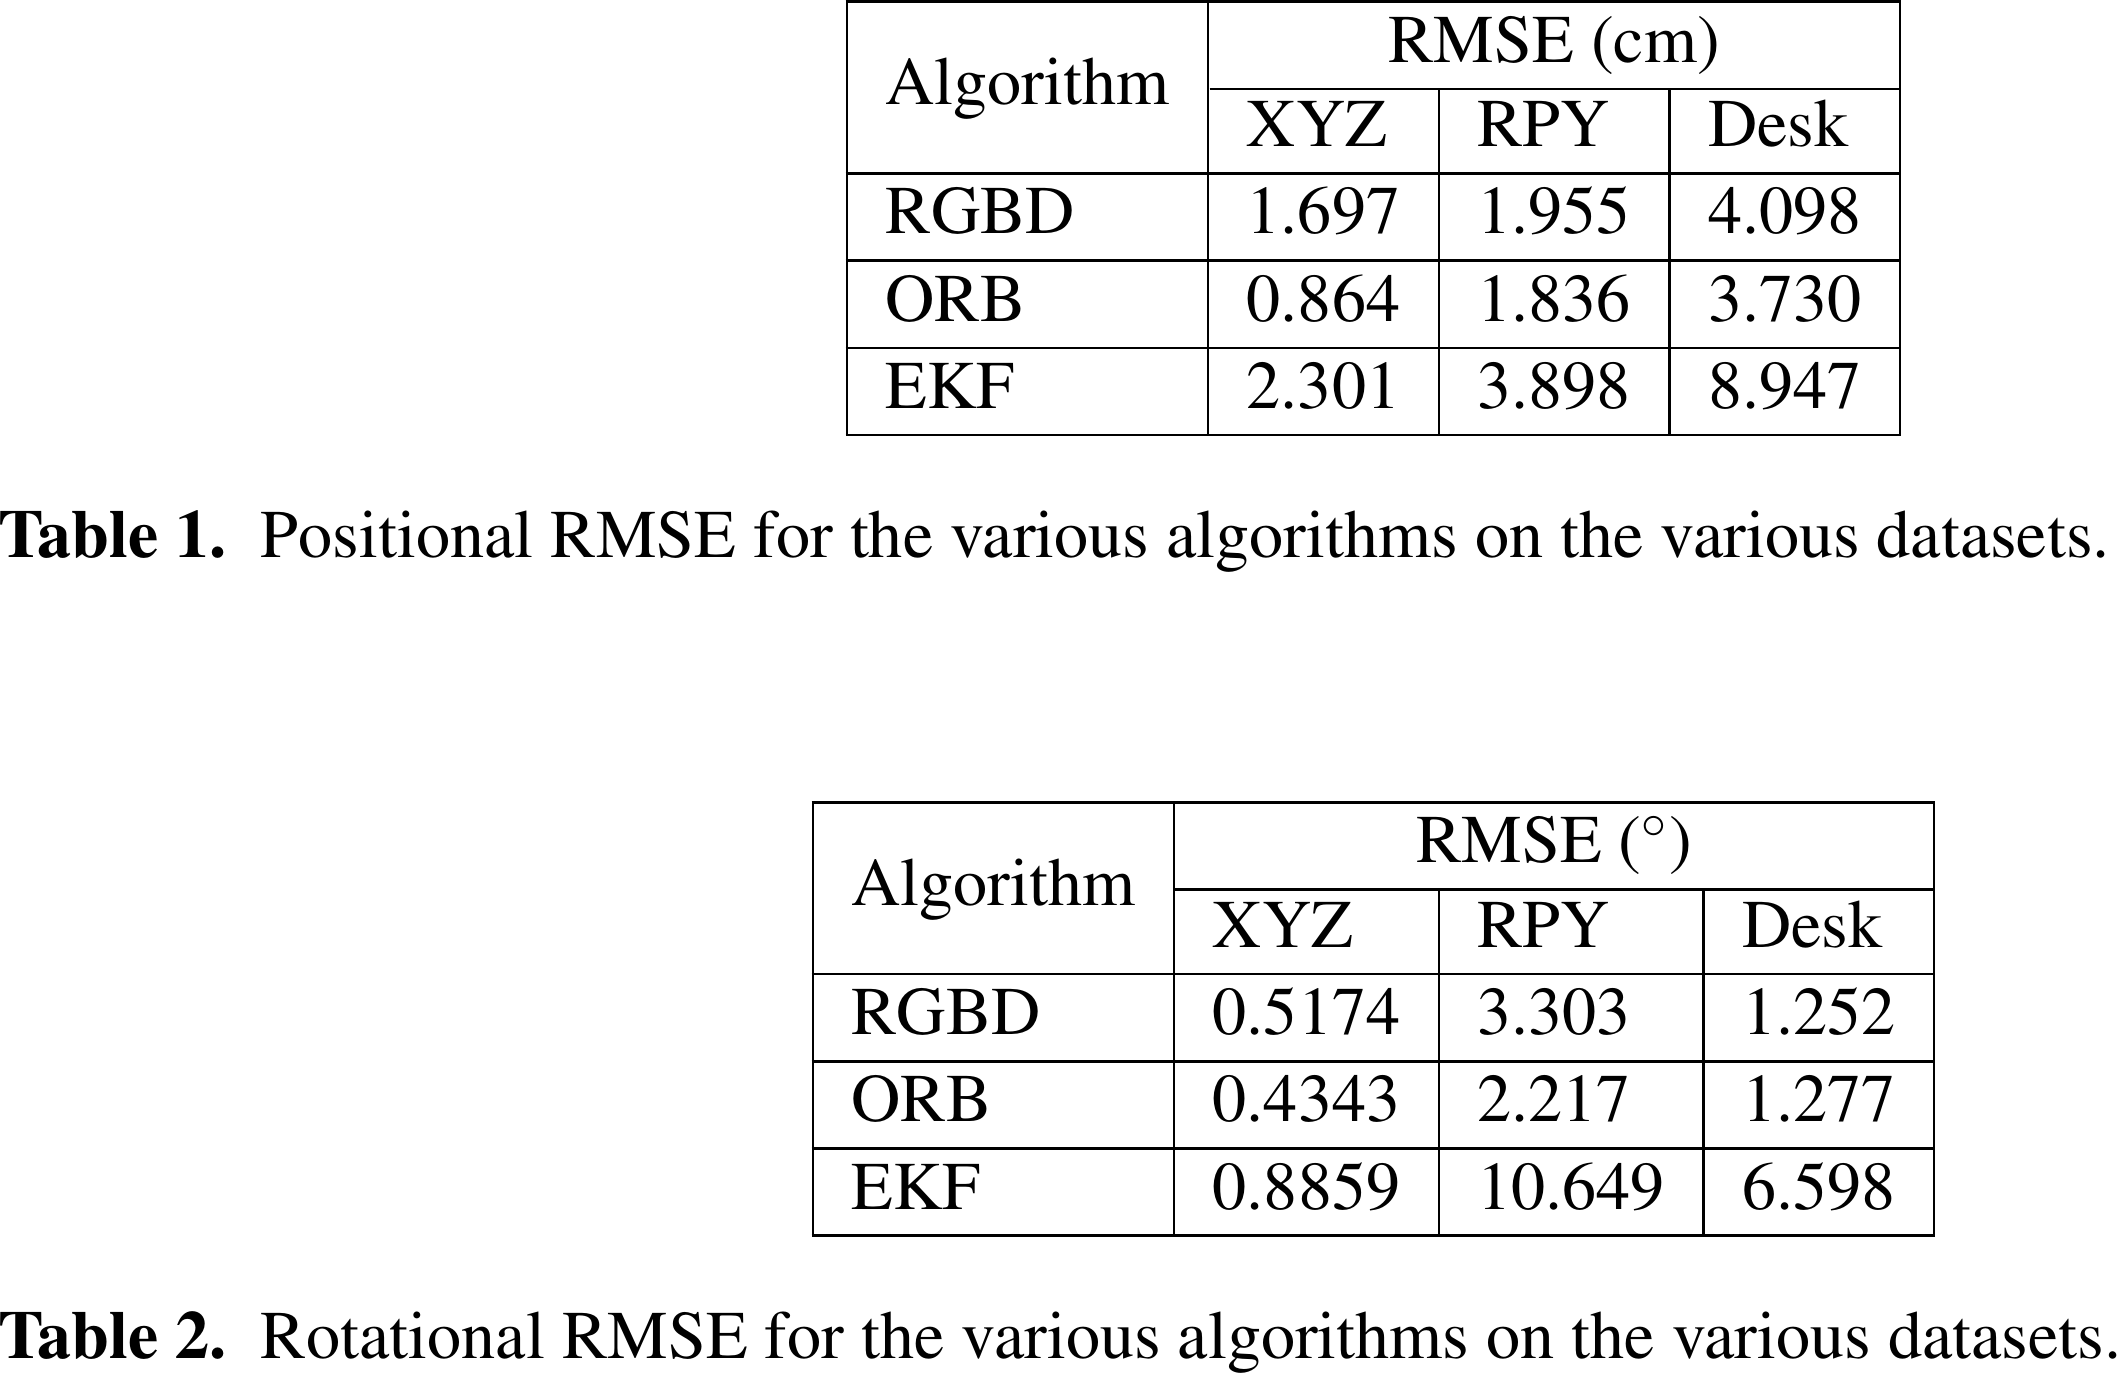 Algorithm RMSE (cm)
XYZ RPY Desk
RGBD 1.697 1.955 4.098
ORB 0.864 1.836 3.730
EKF 2.301 3.898 8.947
Table 1. Positional RMSE for the various algorithms on the various datasets.
Algorithm RMSE (°)
XYZ RPY Desk
RGBD 0.5174 3.303 1.252
ORB 0.4343 2.217 1.277
EKF 0.8859 10.649 6.598
Table 2. Rotational RMSE for the various algorithms on the various datasets.